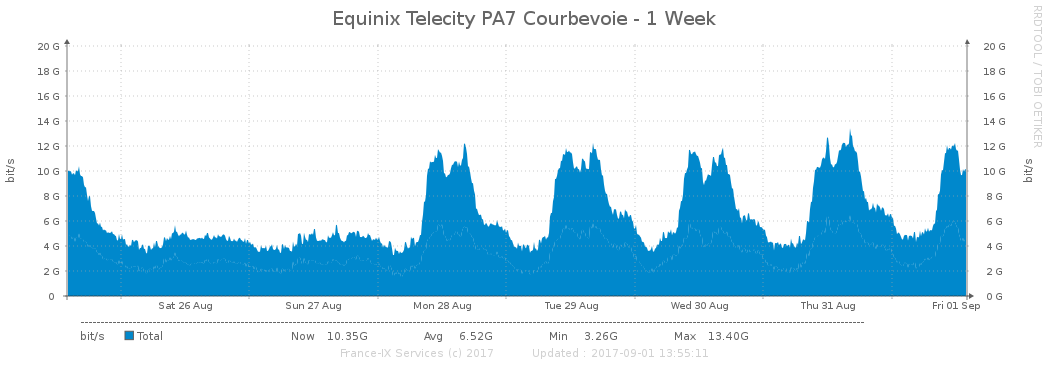 Equinix Telecity PA7 Courbevoie - 1 Week
RRDTOOL / TOBI OETIKER
bit/s
20 G
18 G
16 G
14 G
12 G
10 G
8 G
6 G
4 G
2 G
0
20 G
18 G
16 G
14 G
12 G
10 G
8 G
6 G
4 G
2 G
0 G
bit/s
Sat 26 Aug Sun 27 Aug Mon 28 Aug Tue 29 Aug Wed 30 Aug Thu 31 Aug Fri 01 Sep
bit/s Total Now 10.35G Avg 6.52G Min 3.26G Max 13.40G
France-IX Services (c) 2017 Updated : 2017-09-01 13:55:11